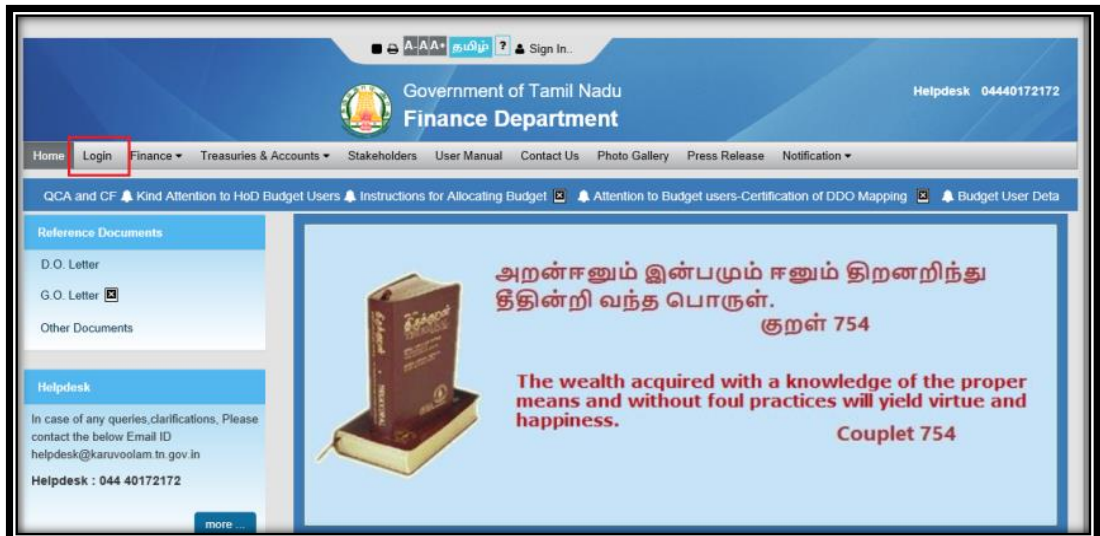 A- A A+ தமிழ் ? Sign In..
Government of Tamil Nadu
Finance Department
Helpdesk 04440172172
Home Login Finance Treasuries & Accounts Stakeholders User Manual Contact Us Photo Gallery Press Release Notification
QCA and CF Kind Attention to HoD Budget Users Instructions for Allocating Budget Attention to Budget users-Certification of DDO Mapping Budget User Deta
Reference Documents
D.O. Letter
G.O. Letter
Other Documents
Helpdesk
In case of any queries,clarifications, Please
contact the below Email ID
helpdesk@karuvoolam.tn.gov.in
Helpdesk : 044 40172172
more ...
அறன்ஈனும் இன்பமும் ஈனும் திறனறிந்து
தீதின்றி வந்த பொருள்.
குறள் 754
The wealth acquired with a knowledge of the proper
means and without foul practices will yield virtue and
happiness.
Couplet 754